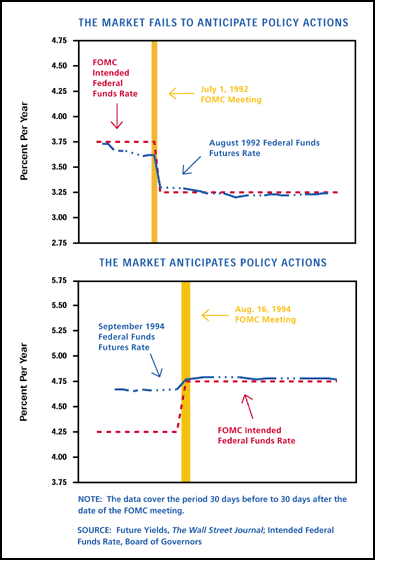 THE MARKET FAILS TO ANTICIPATE POLICY ACTIONS
Percent Per Year
4.75
4.50
4.25
4.00
3.75
3.50
3.25
3.00
2.75
FOMC
Intended
Federal
Funds Rate
July 1, 1992
FOMC Meeting
August 1992 Federal Funds
Futures Rate
THE MARKET ANTICIPATES POLICY ACTIONS
Percent Per Year
5.75
5.50
5.25
5.00
4.75
4.50
4.25
4.00
3.75
Aug. 16, 1994
FOMC Meeting
September 1994
Federal Funds
Futures Rate
FOMC Intended
Federal Funds Rate
NOTE: The data cover the period 30 days before to 30 days after the
date of the FOMC meeting.
SOURCE: Future Yields, The Wall Street Journal; Intended Federal
Funds Rate, Board of Governors